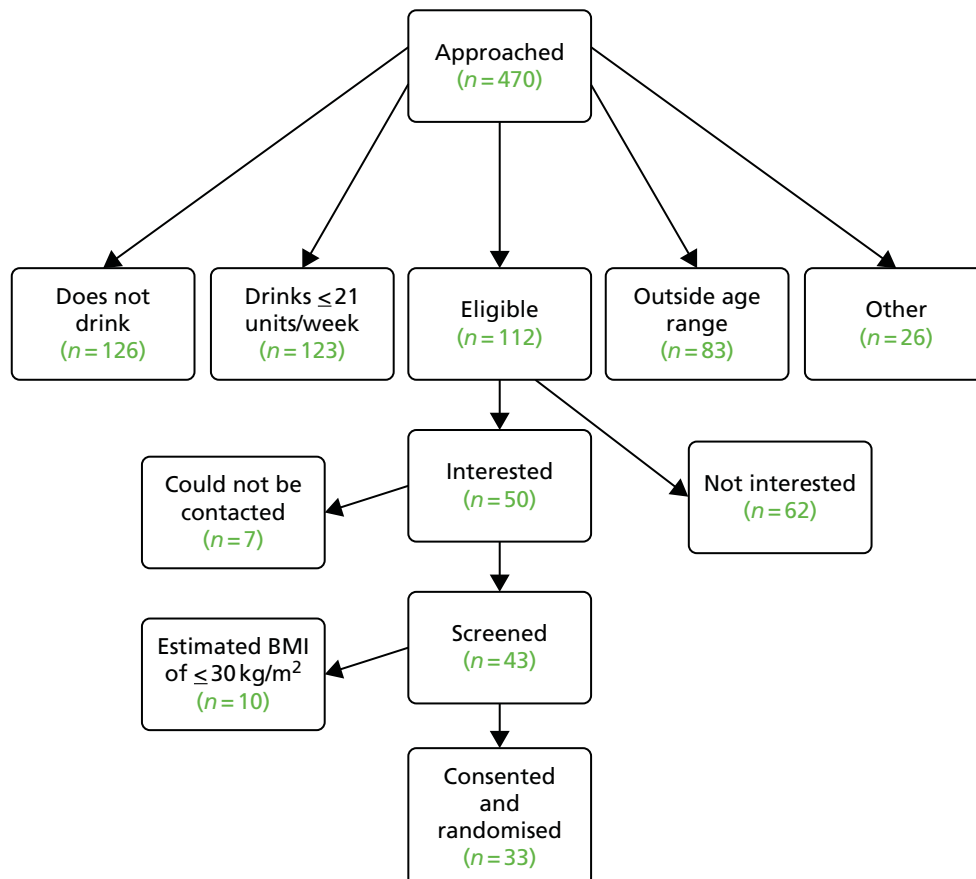 Approached
(n=470)
Does not
drink
(n=126)
Drinks ≤21
units/week
(n=123)
Eligible
(n=112)
Outside age
range
(n=83)
Other
(n=26)
Interested
(n=50)
Could not be
contacted
(n=7)
Not interested
(n=62)
Screened
(n=43)
Estimated BMI
of ≤30 kg/m²
(n=10)
Consented
and
randomised
(n=33)